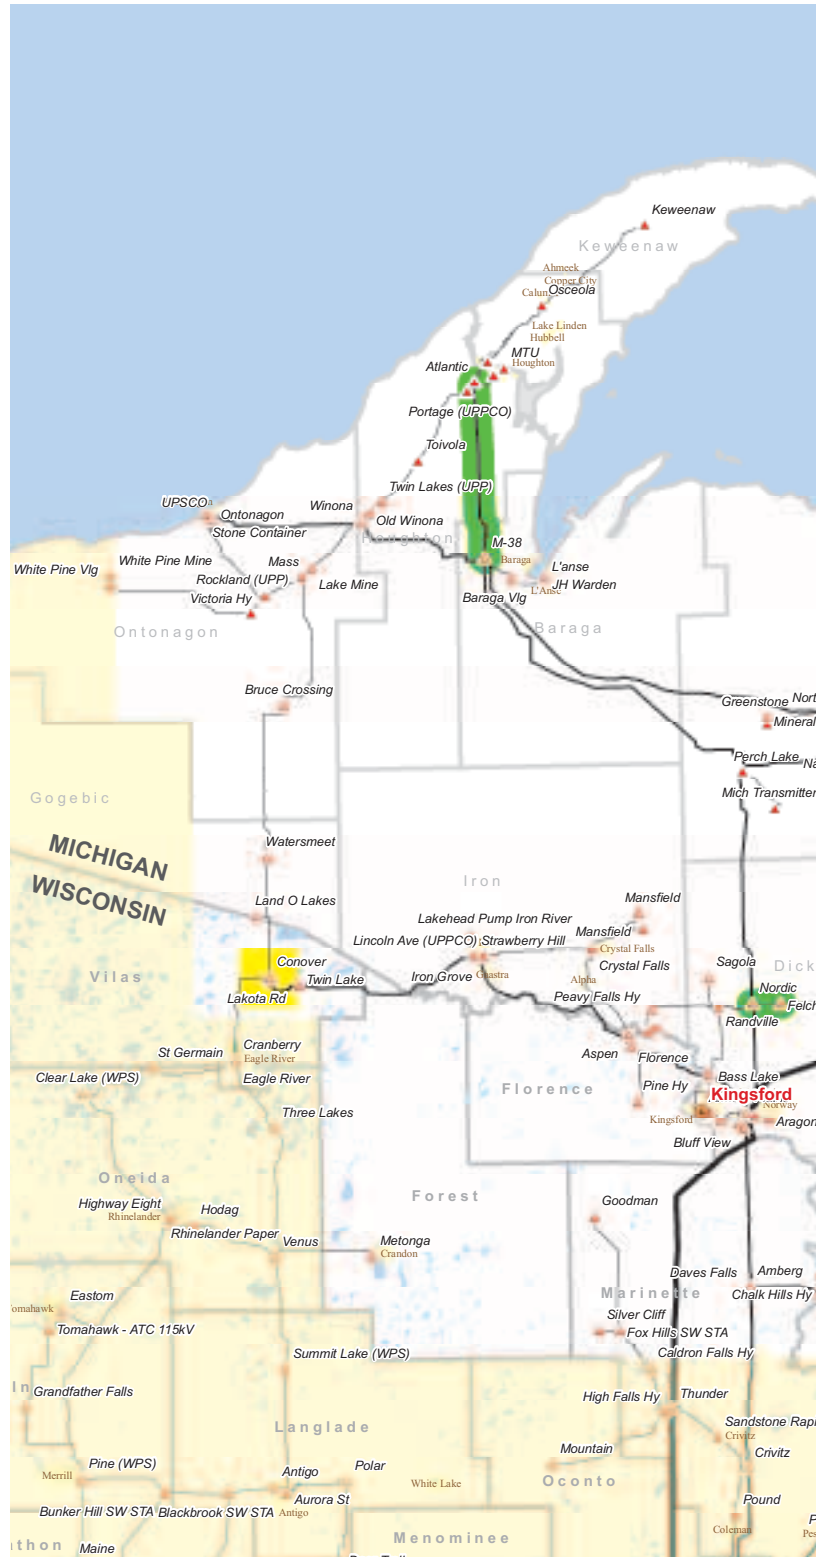 Keweenaw
Keweenaw
Ahmeek
Copper City
Osceola
Lake Linden
Hubbell
MTU
Houghton
Atlantic
Portage (UPPCO)
Toivola
Twin Lakes (UPP)
UPSCO
Ontonagon
Winona
Old Winona
Stone Container
Houghton
M-38
Baraga
White Pine Vlg
White Pine Mine
Mass
L'anse
Rockland (UPP)
Lake Mine
L'Anse
JH Warden
Victoria Hy
Baraga Vlg
Ontonagon
Baraga
Bruce Crossing
Greenstone
Mineral
Perch Lake
Mich Transmitter
Gogebic
MICHIGAN
WISCONSIN
Watersmeet
Iron
Land O Lakes
Mansfield
Lakehead Pump Iron River
Mansfield
Lincoln Ave (UPPCO)
Strawberry Hill
Crystal Falls
Conover
Crystal Falls
Sagola
Dick
Vilas
Twin Lake
Iron Grove
Alpha
Nordic
Lakota Rd
Peavy Falls Hy
Felch
Randville
St Germain
Cranberry
Eagle River
Aspen
Florence
Clear Lake (WPS)
Eagle River
Florence
Pine Hy
Bass Lake
Kingsford
Norway
Three Lakes
Kingsford
Aragon
Bluff View
Oneida
Forest
Highway Eight
Hodag
Goodman
Rhinelander
Rhinelander Paper
Venus
Metonga
Crandon
Daves Falls
Amberg
Eastom
Marinette
Chalk Hills Hy
Tomahawk - ATC 115kV
Silver Cliff
Fox Hills SW STA
Summit Lake (WPS)
Caldron Falls Hy
Grandfather Falls
High Falls Hy
Thunder
Langlade
Sandstone Rap
Crivitz
Mountain
Crivitz
Pine (WPS)
Antigo
Polar
Merrill
White Lake
Oconto
Bunker Hill SW STA
Blackbrook SW STA
Aurora St
Antigo
Pound
Coleman
Menominee
Maine